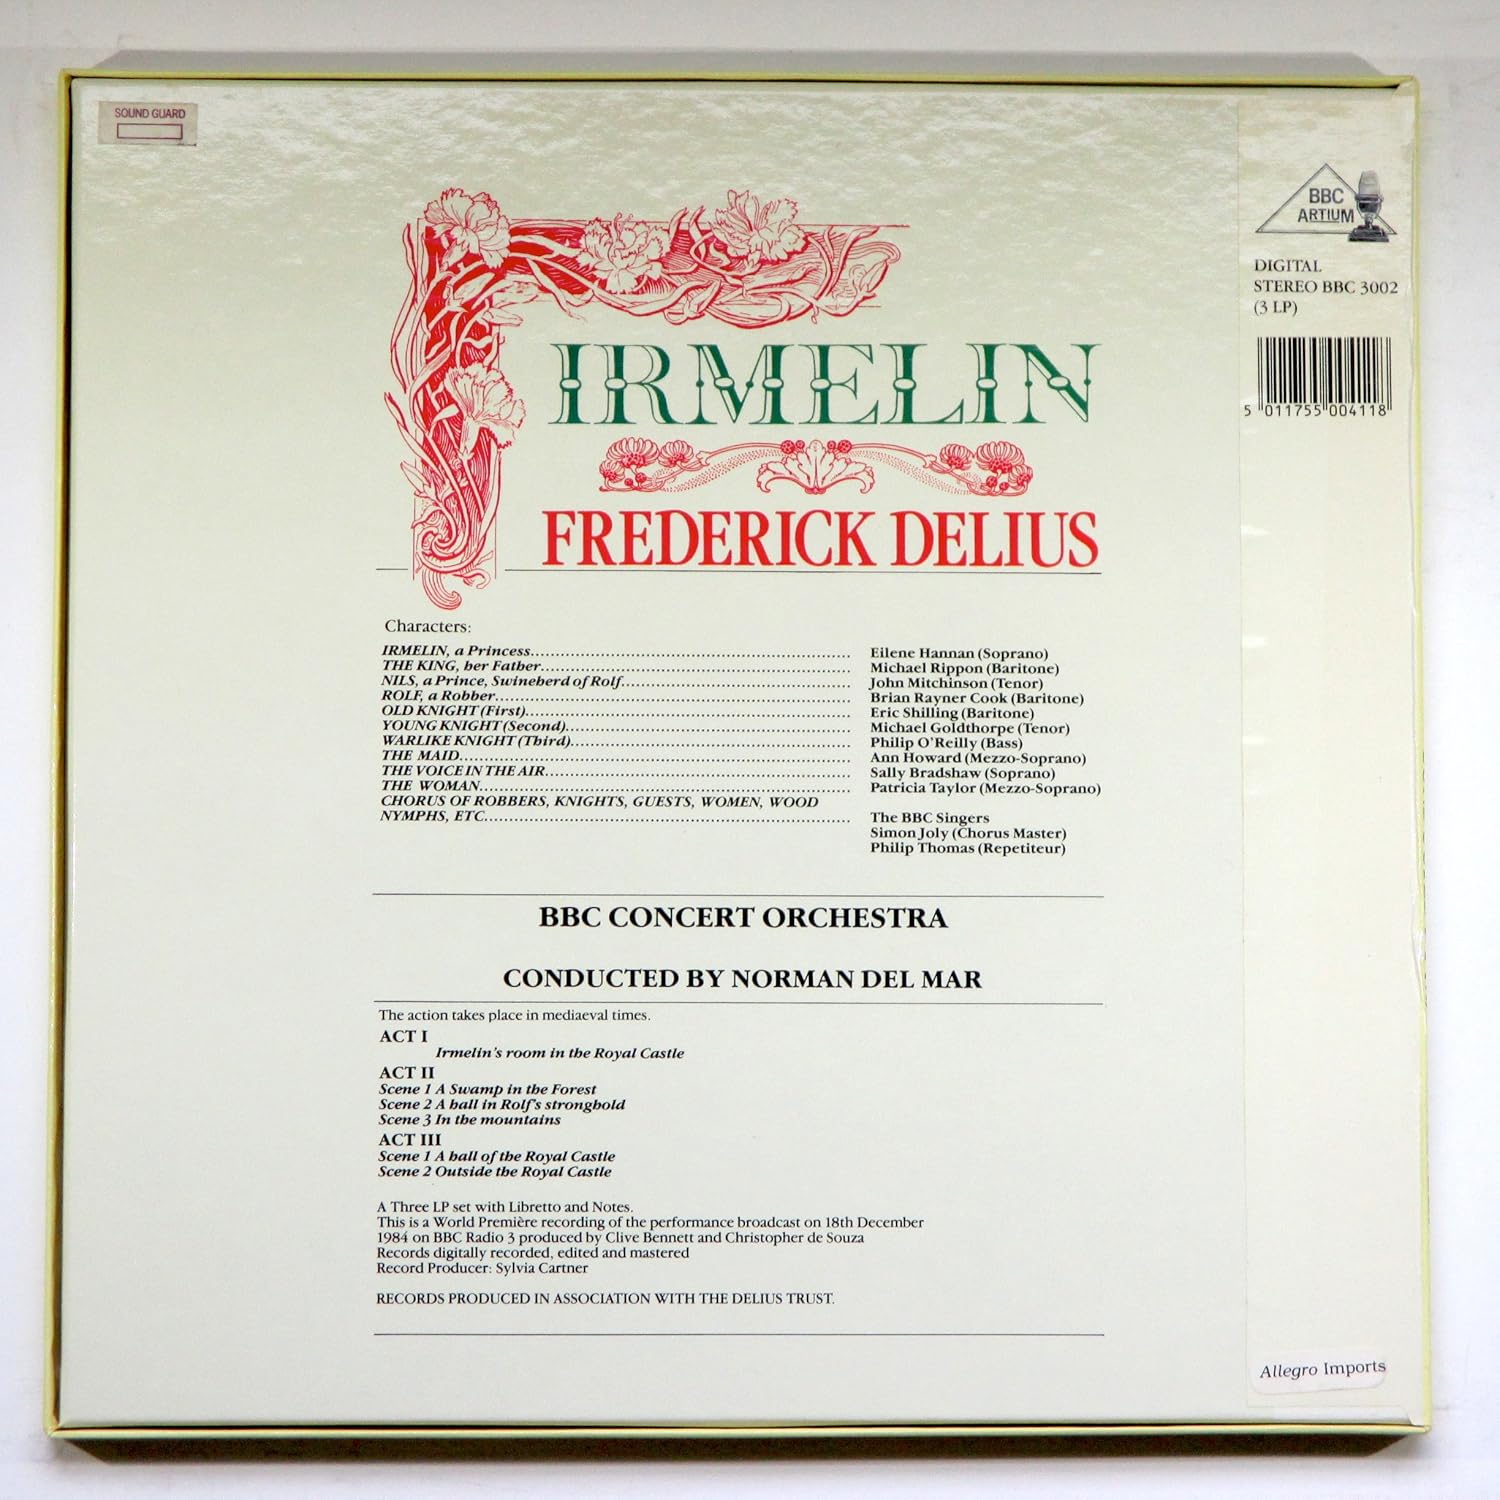 SOUND GUARD
BBC
ARTIUM
DIGITAL
STEREO BBC 3002
(3 LP)
5 011755 004118
IRMELIN
FREDERICK DELIUS
Characters:
IRMELIN, a Princess........ Eilene Hannan (Soprano)
THE KING, her Father........ Michael Rippon (Baritone)
NILS, a Prince, Swineherd of Rolf........ John Mitchinson (Tenor)
ROLF, a Robber........ Brian Rayner Cook (Baritone)
OLD KNIGHT (First)........ Eric Shilling (Baritone)
YOUNG KNIGHT (Second)........ Michael Goldthorpe (Tenor)
WARLIKE KNIGHT (Third)........ Philip O'Reilly (Bass)
THE MAID........ Ann Howard (Mezzo-Soprano)
THE VOICE IN THE AIR........ Sally Bradshaw (Soprano)
THE WOMAN........ Patricia Taylor (Mezzo-Soprano)
CHORUS OF ROBBERS, KNIGHTS, GUESTS, WOMEN, WOOD
NYMPHS, ETC........ The BBC Singers
Simon Joly (Chorus Master)
Philip Thomas (Repetiteur)
BBC CONCERT ORCHESTRA
CONDUCTED BY NORMAN DEL MAR
The action takes place in mediaeval times.
ACT I
Irmelin's room in the Royal Castle
ACT II
Scene 1 A Swamp in the Forest
Scene 2 A hall in Rolf's stronghold
Scene 3 In the mountains
ACT III
Scene 1 A hall of the Royal Castle
Scene 2 Outside the Royal Castle
A Three LP set with Libretto and Notes.
This is a World Première recording of the performance broadcast on 18th December
1984 on BBC Radio 3 produced by Clive Bennett and Christopher de Souza
Records digitally recorded, edited and mastered
Record Producer: Sylvia Cartner
RECORDS PRODUCED IN ASSOCIATION WITH THE DELIUS TRUST.
Allegro Imports